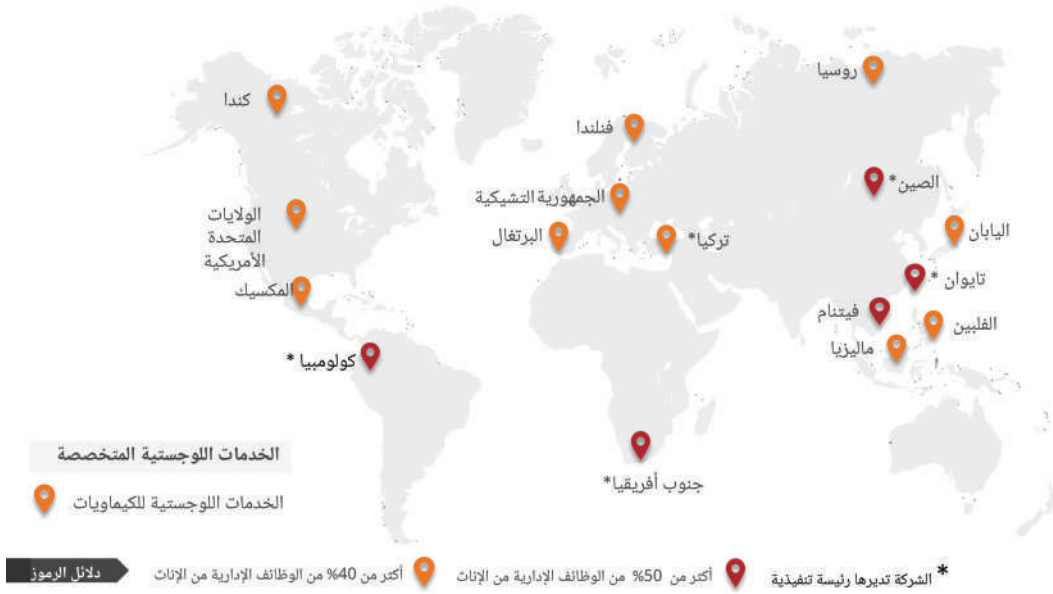 روسيا
كندا
فنلندا
الصين*
الجمهورية التشيكية
الولايات
المتحدة
الأمريكية
اليابان
تركيا*
البرتغال
تايوان *
المكسيك
فيتنام
الفلبين
ماليزيا
كولومبيا *
جنوب أفريقيا*
الخدمات اللوجستية المتخصصة
الخدمات اللوجستية للكيماويات
* الشركة تديرها رئيسة تنفيذية
أكثر من 50% من الوظائف الإدارية من الإناث
أكثر من 40% من الوظائف الإدارية من الإناث
دلائل الرموز